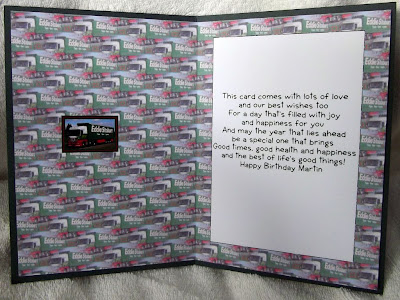 Eddie Stobart
This card comes with lots of love
and our best wishes too
For a day that's filled with joy
and happiness for you
And may the year that lies ahead
be a special one that brings
Good times, good health and happiness
and the best of life's good things!
Happy Birthday Martin